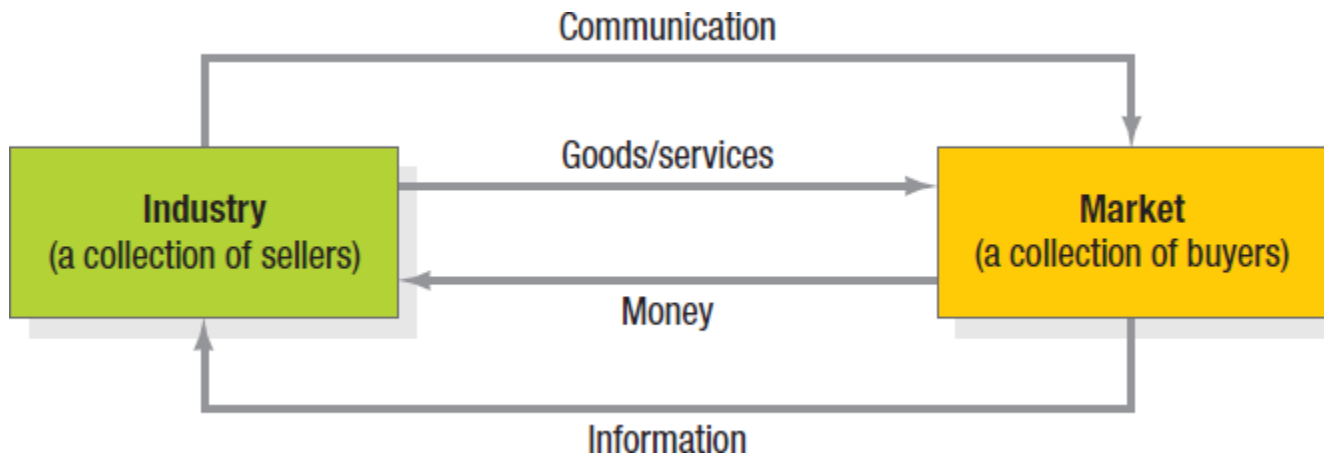 Communication
Goods/services
Industry
(a collection of sellers)
Market
(a collection of buyers)
Money
Information